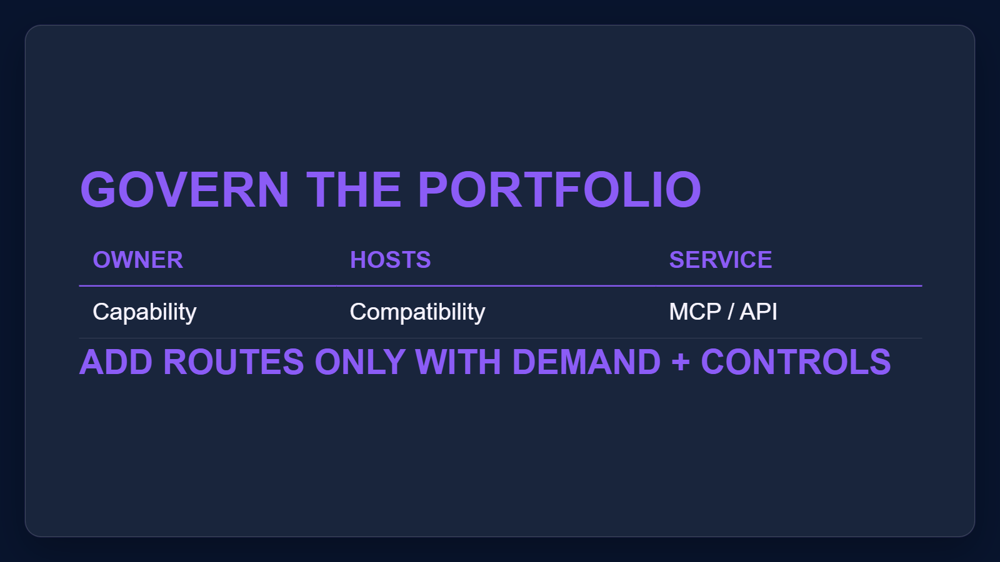 GOVERN THE PORTFOLIO
OWNER HOSTS SERVICE
Capability Compatibility MCP / API
ADD ROUTES ONLY WITH DEMAND + CONTROLS